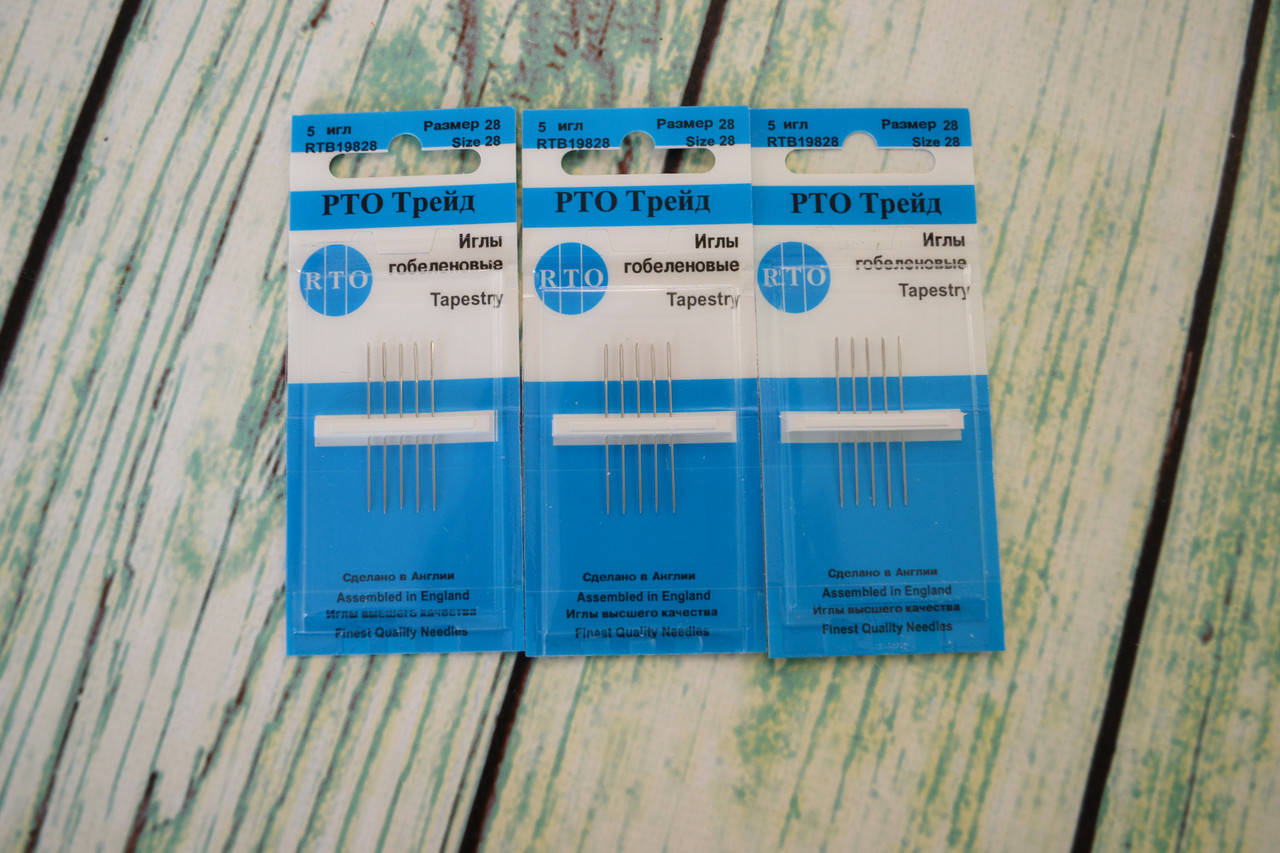 5 игл Размер 28
RTB19828 Size 28
РТО Трейд
Иглы
гобеленовые
RTO
Tapestry
Сделано в Англии
Assembled in England
Иглы высшего качества
Finest Quality Needles
5 игл Размер 28
RTB19828 Size 28
РТО Трейд
Иглы
гобеленовые
RTO
Tapestry
Сделано в Англии
Assembled in England
Иглы высшего качества
Finest Quality Needles
5 игл Размер 28
RTB19828 Size 28
РТО Трейд
Иглы
гобеленовые
RTO
Tapestry
Сделано в Англии
Assembled in England
Иглы высшего качества
Finest Quality Needles